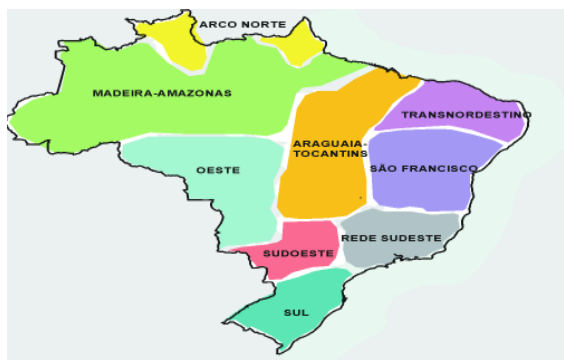 ARCO NORTE
MADEIRA-AMAZONAS
TRANSNORDESTINO
ARAGUAIA-
TOCANTINS
OESTE
SÃO FRANCISCO
REDE SUDESTE
SUDOESTE
SUL